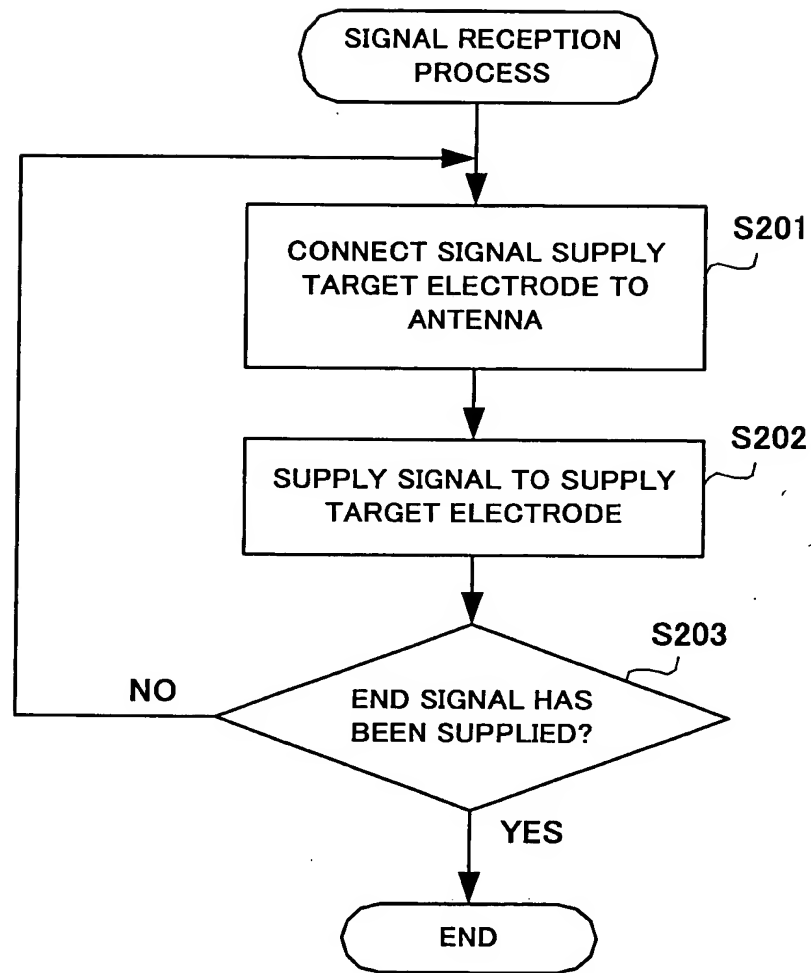 SIGNAL RECEPTION
PROCESS
S201
CONNECT SIGNAL SUPPLY
TARGET ELECTRODE TO
ANTENNA
S202
SUPPLY SIGNAL TO SUPPLY
TARGET ELECTRODE
S203
NO
END SIGNAL HAS
BEEN SUPPLIED?
YES
END